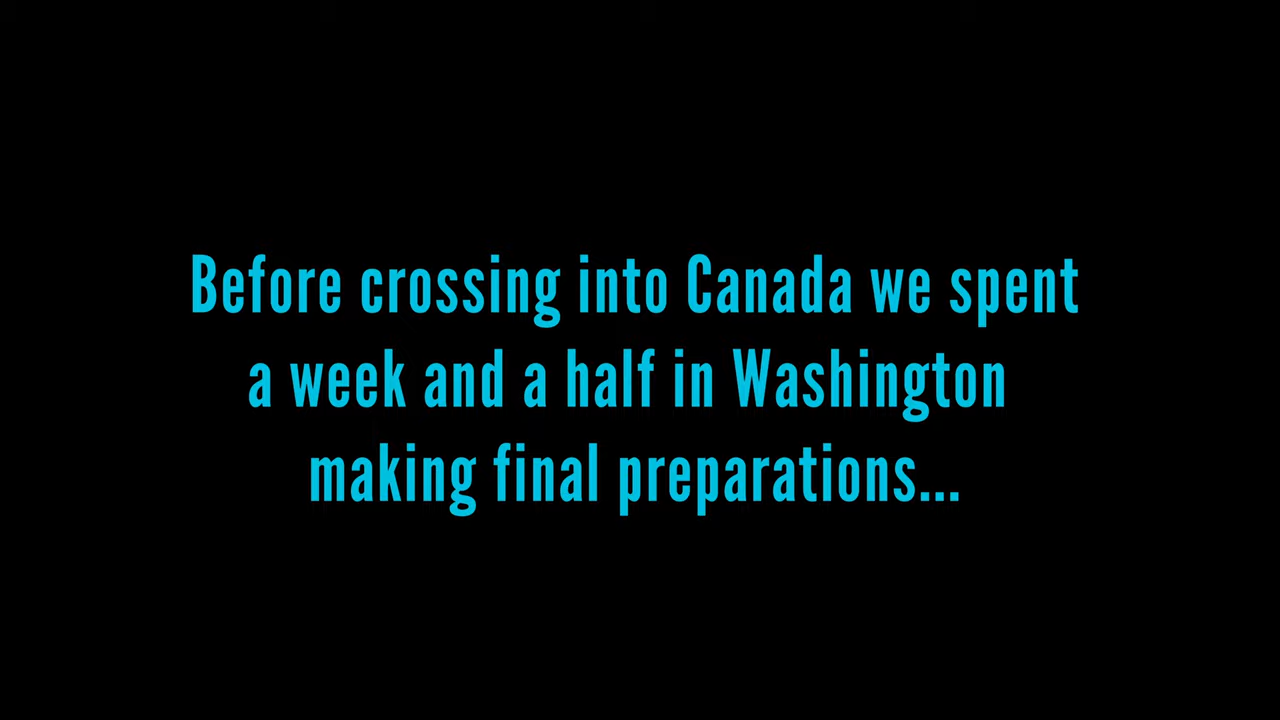 Before crossing into Canada we spent
a week and a half in Washington
making final preparations...